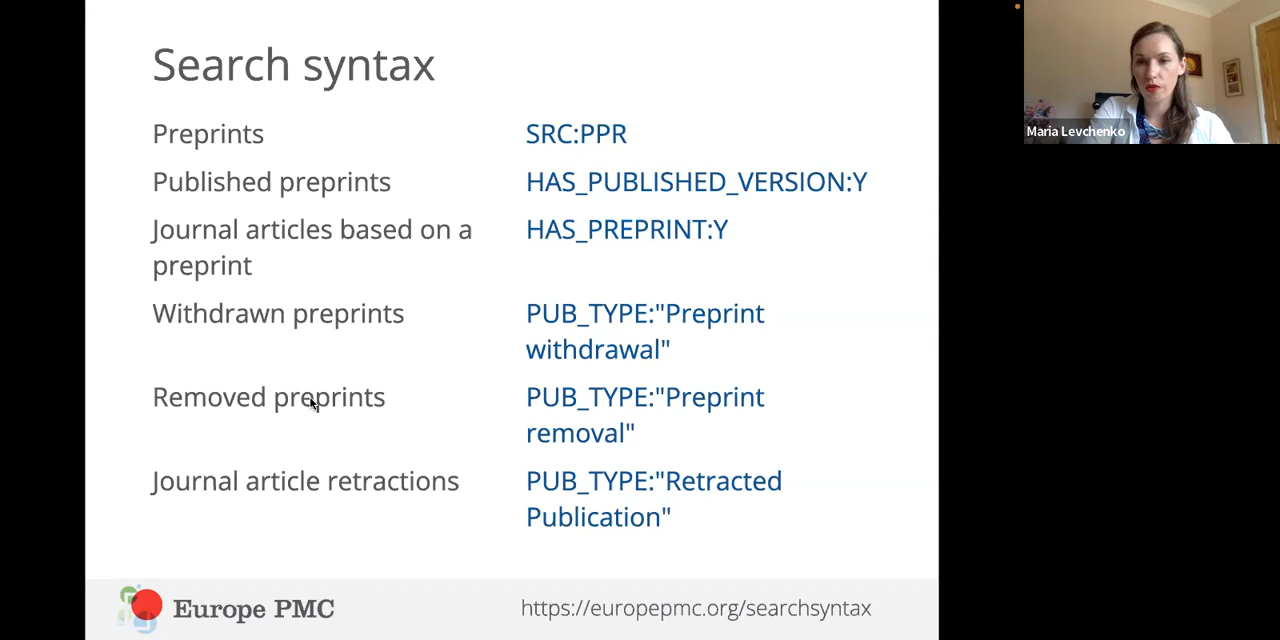 Search syntax
Preprints SRC:PPR
Published preprints HAS_PUBLISHED_VERSION:Y
Journal articles based on a HAS_PREPRINT:Y
preprint
Withdrawn preprints PUB_TYPE:"Preprint
withdrawal"
Removed preprints PUB_TYPE:"Preprint
removal"
Journal article retractions PUB_TYPE:"Retracted
Publication"
Europe PMC https://europepmc.org/searchsyntax
Maria Levchenko